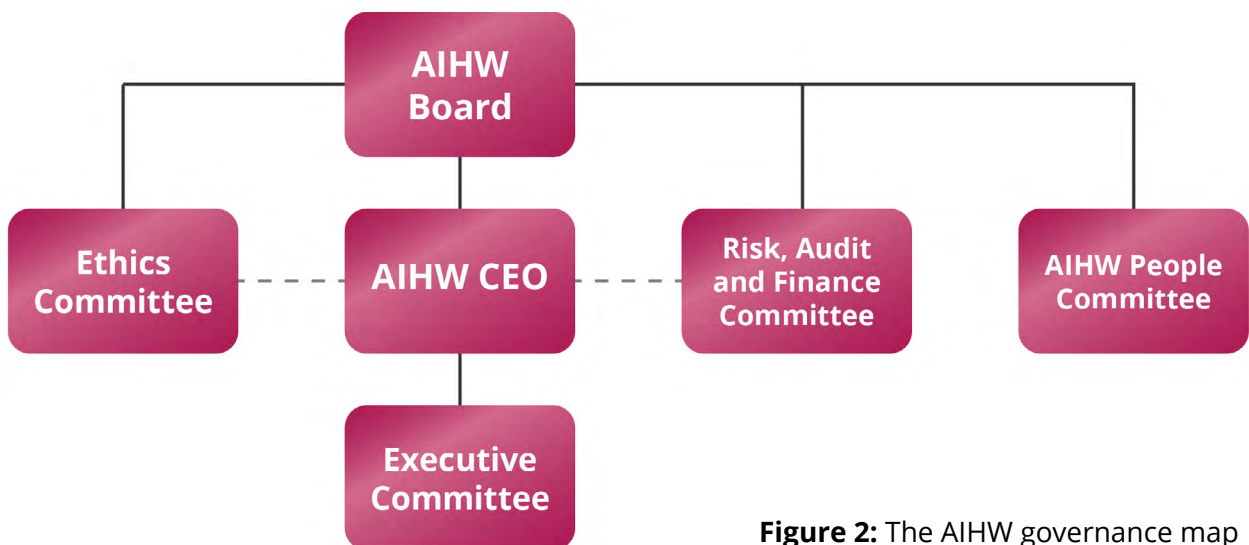 AIHW
Board
Ethics
Committee
AIHW CEO
Risk, Audit
and Finance
Committee
AIHW People
Committee
Executive
Committee
Figure 2: The AIHW governance map